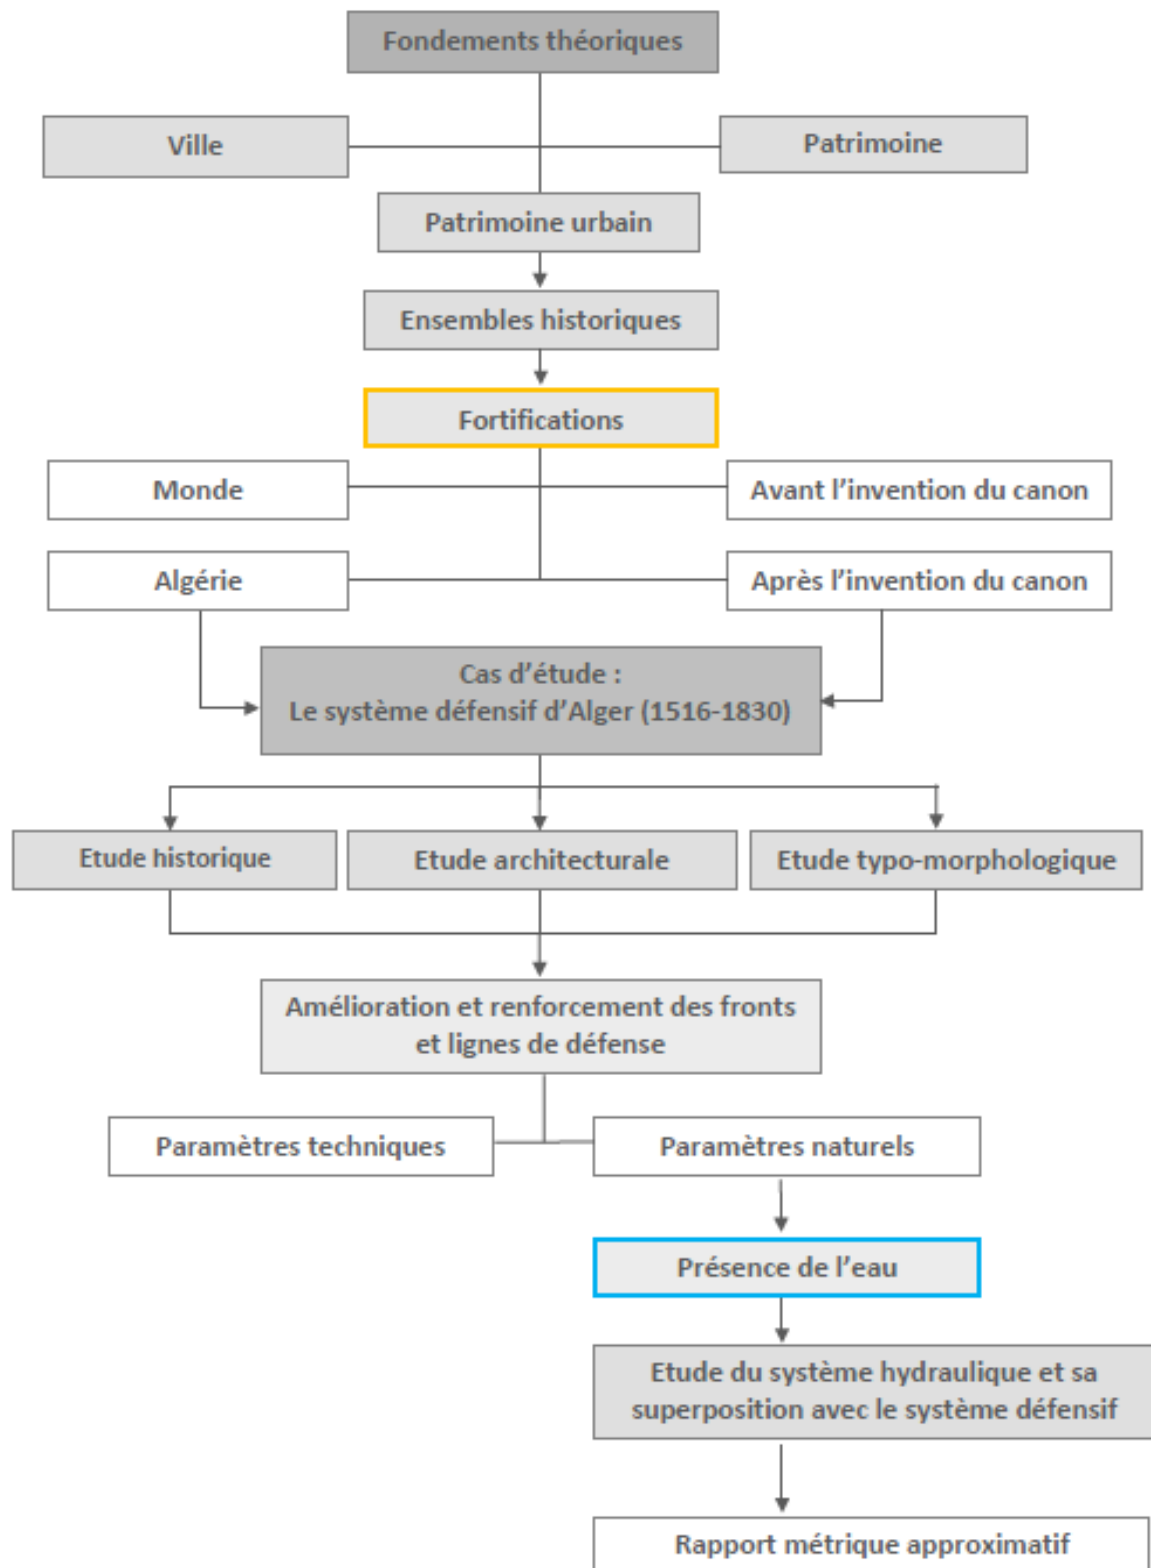 Fondements théoriques
Ville
Patrimoine
Patrimoine urbain
Ensembles historiques
Fortifications
Monde
Avant l’invention du canon
Algérie
Après l’invention du canon
Cas d’étude :
Le système défensif d’Alger (1516-1830)
Etude historique
Etude architecturale
Etude typo-morphologique
Amélioration et renforcement des fronts
et lignes de défense
Paramètres techniques
Paramètres naturels
Présence de l’eau
Etude du système hydraulique et sa
superposition avec le système défensif
Rapport métrique approximatif